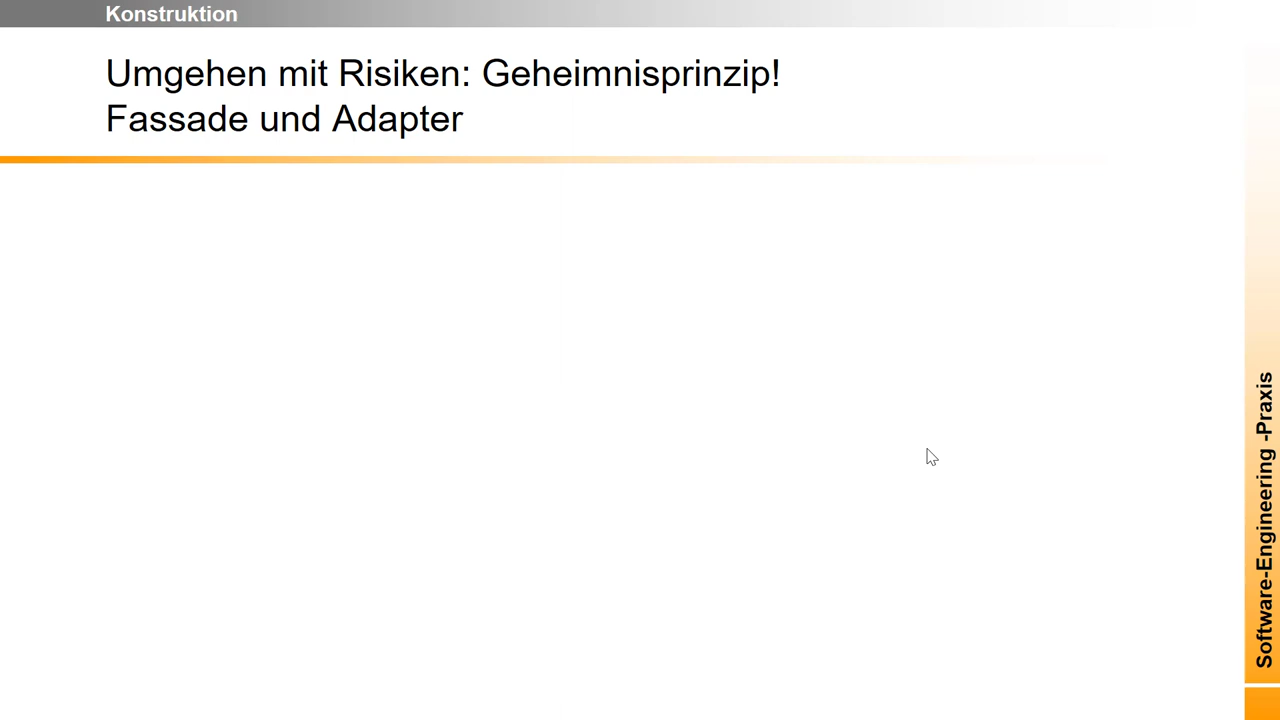 Konstruktion
Umgehen mit Risiken: Geheimnisprinzip!
Fassade und Adapter
Software-Engineering -Praxis